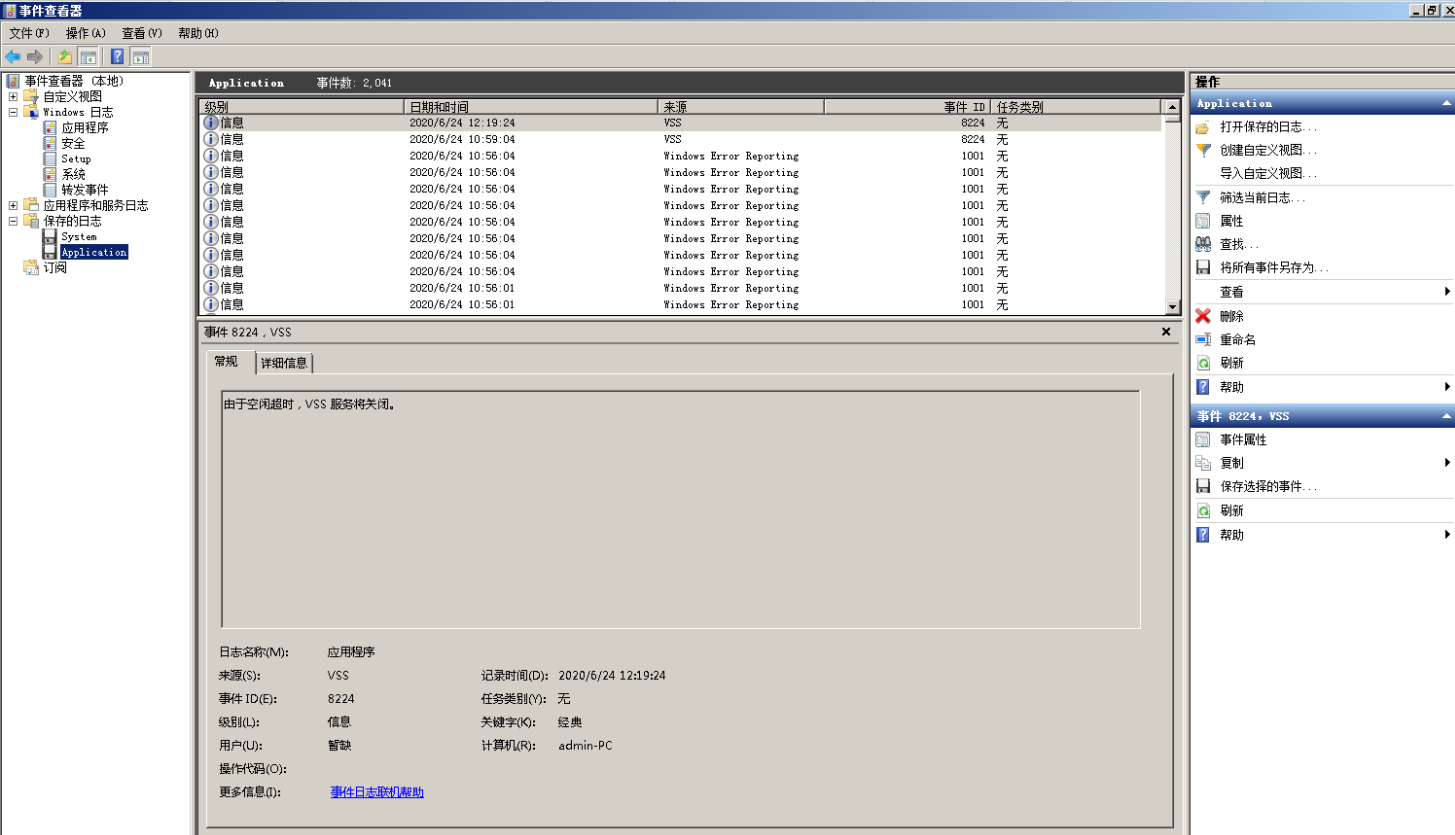 事件查看器
文件(F) 操作(A) 查看(V) 帮助(H)
事件查看器 (本地)
自定义视图
Windows 日志
应用程序
安全
Setup
系统
转发事件
应用程序和服务日志
保存的日志
System
Application
订阅
Application 事件数: 2,041
级别 日期和时间 来源 事件 ID 任务类别
信息 2020/6/24 12:19:24 VSS 8224 无
信息 2020/6/24 10:59:04 VSS 8224 无
信息 2020/6/24 10:56:04 Windows Error Reporting 1001 无
信息 2020/6/24 10:56:04 Windows Error Reporting 1001 无
信息 2020/6/24 10:56:04 Windows Error Reporting 1001 无
信息 2020/6/24 10:56:04 Windows Error Reporting 1001 无
信息 2020/6/24 10:56:04 Windows Error Reporting 1001 无
信息 2020/6/24 10:56:04 Windows Error Reporting 1001 无
信息 2020/6/24 10:56:04 Windows Error Reporting 1001 无
信息 2020/6/24 10:56:04 Windows Error Reporting 1001 无
信息 2020/6/24 10:56:01 Windows Error Reporting 1001 无
信息 2020/6/24 10:56:01 Windows Error Reporting 1001 无
事件 8224，VSS
常规 详细信息
由于空闲超时，VSS 服务将关闭。
日志名称(M): 应用程序
来源(S): VSS 记录时间(D): 2020/6/24 12:19:24
事件 ID(E): 8224 任务类别(Y): 无
级别(L): 信息 关键字(K): 经典
用户(U): 暂缺 计算机(R): admin-PC
操作代码(O):
更多信息(I): 事件日志联机帮助
操作
Application
打开保存的日志...
创建自定义视图...
导入自定义视图...
筛选当前日志...
属性
查找...
将所有事件另存为...
查看
删除
重命名
刷新
帮助
事件 8224，VSS
事件属性
复制
保存选择的事件...
刷新
帮助